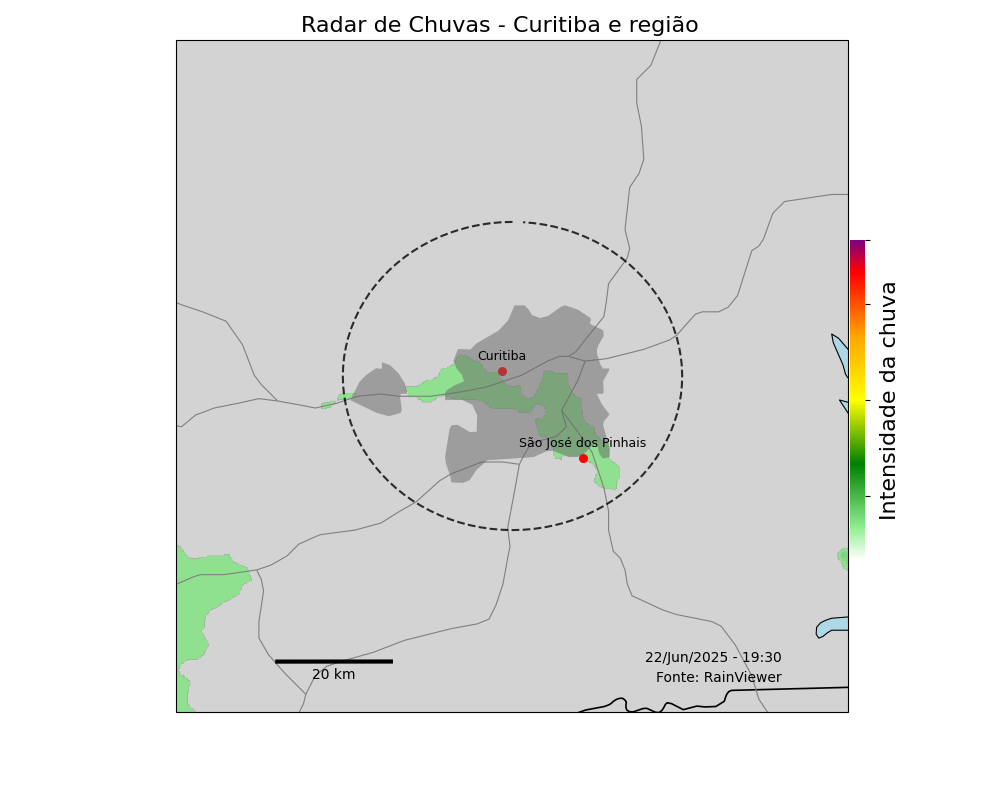 Radar de Chuvas - Curitiba e região
Curitiba
São José dos Pinhais
Intensidade da chuva
20 km
22/Jun/2025 - 19:30
Fonte: RainViewer